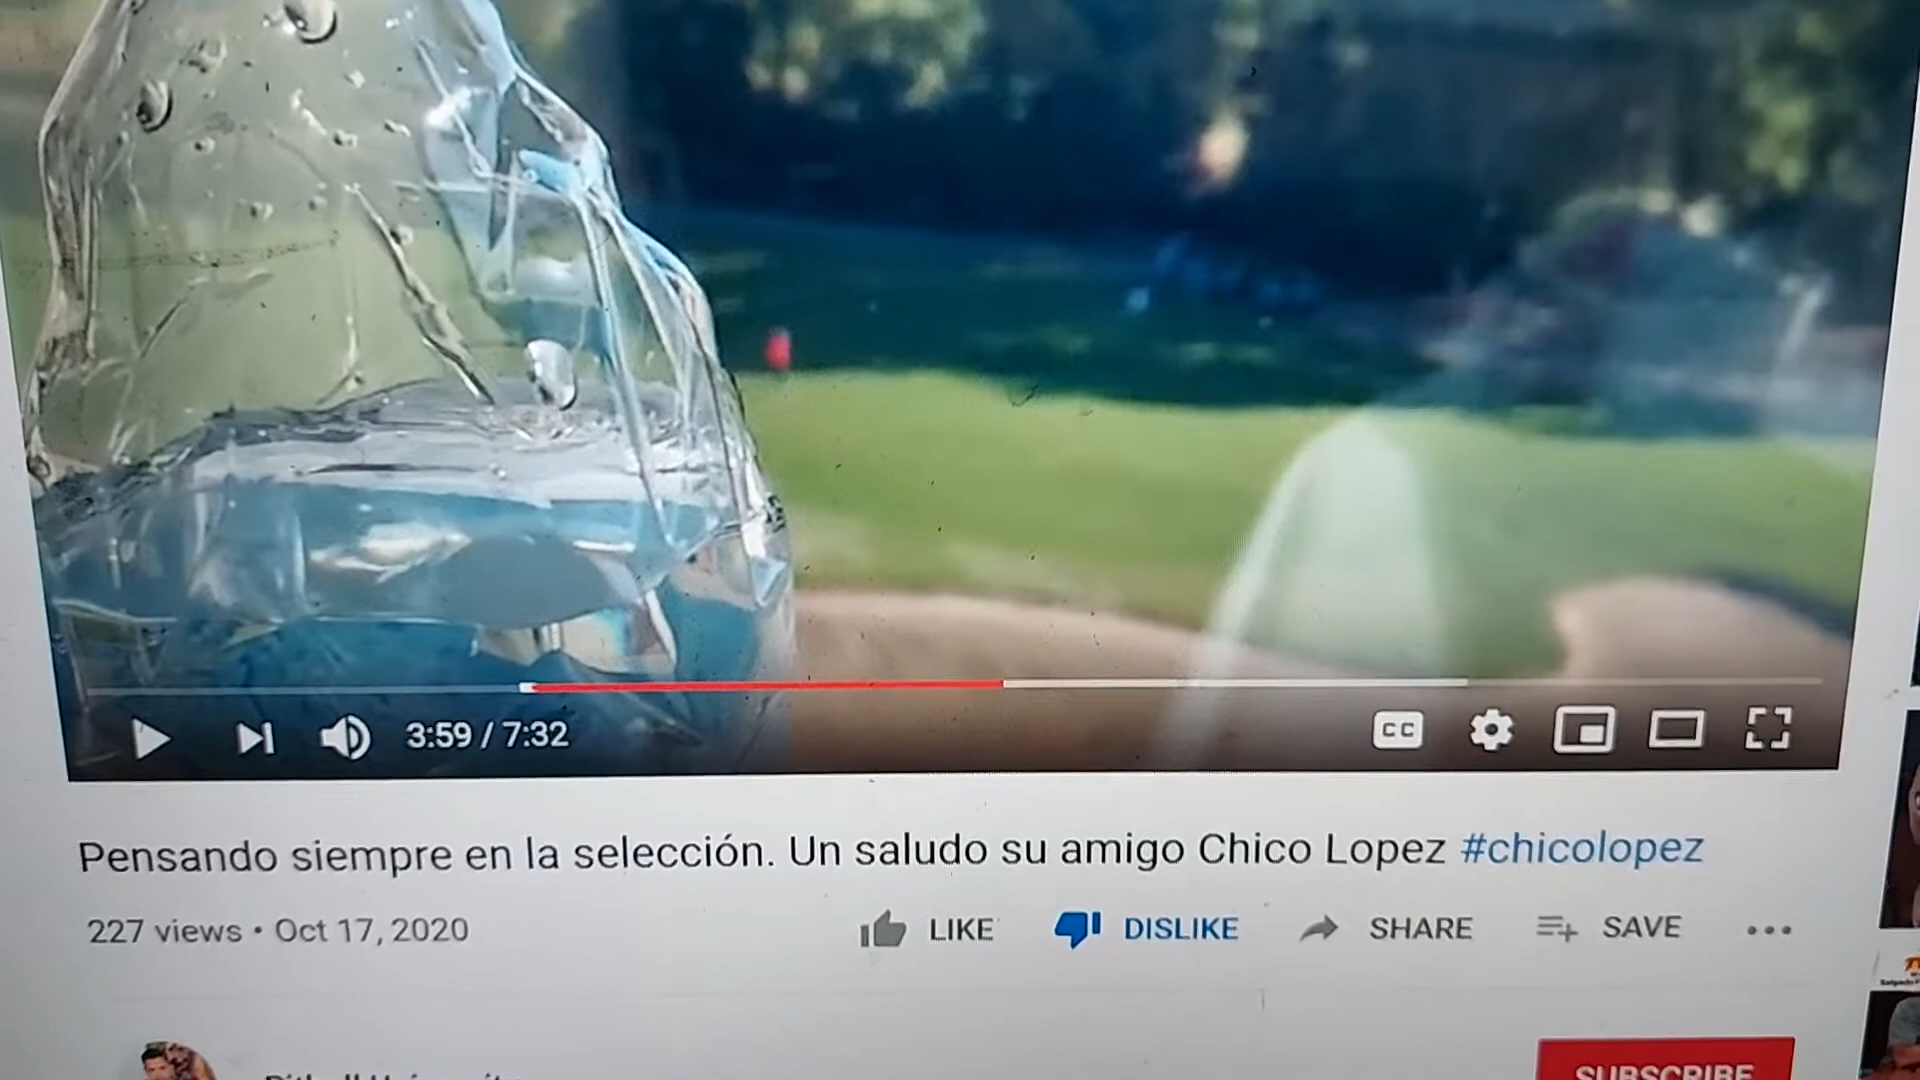 3:59 / 7:32
CC
Pensando siempre en la selección. Un saludo su amigo Chico Lopez #chicolopez
227 views • Oct 17, 2020
LIKE DISLIKE SHARE SAVE
SUBSCRIBE